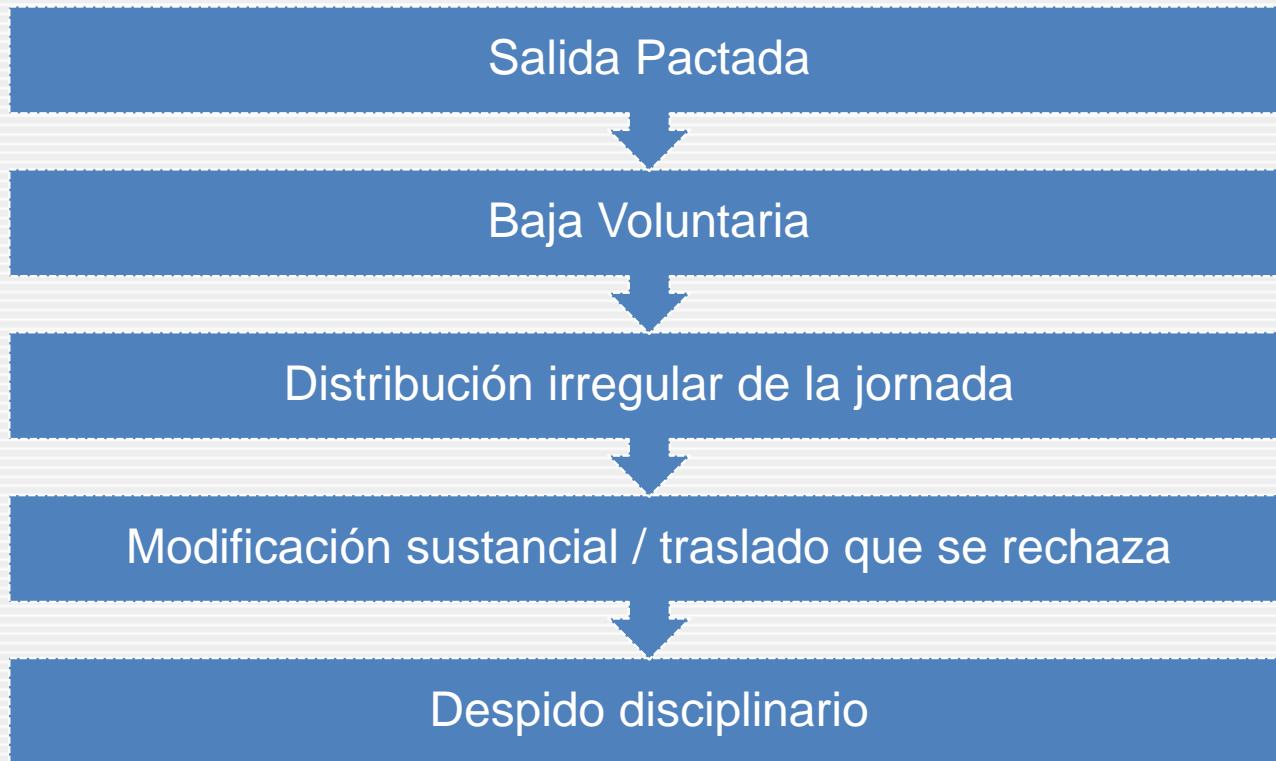 Salida Pactada
Baja Voluntaria
Distribución irregular de la jornada
Modificación sustancial / traslado que se rechaza
Despido disciplinario